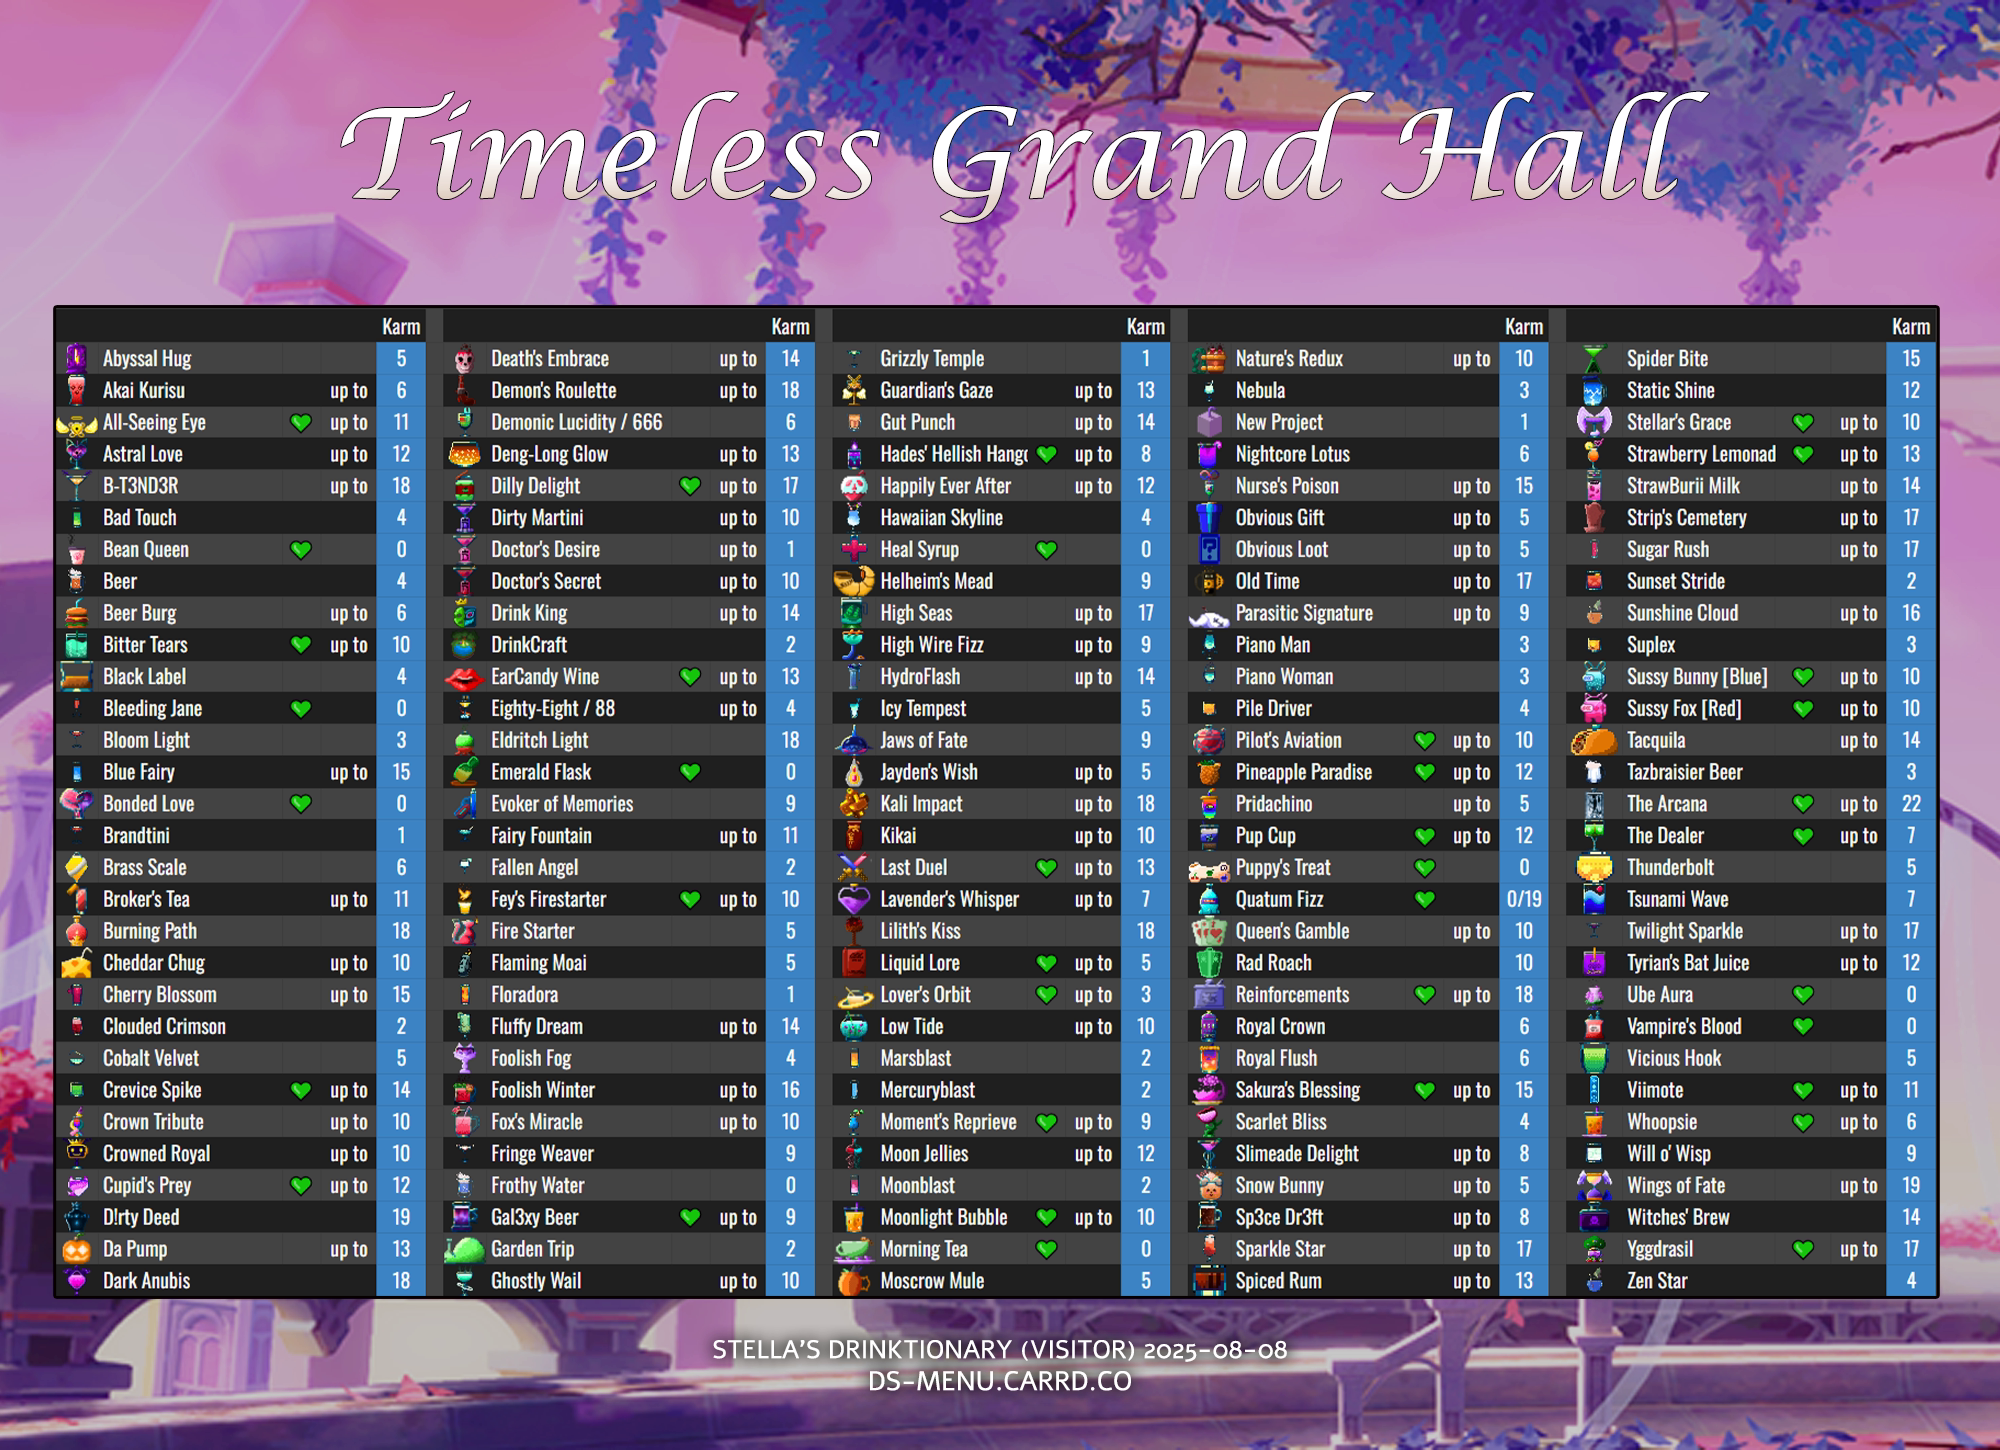 Timeless Grand Hall
Karm
Abyssal Hug 5
Akai Kurisu up to 6
All-Seeing Eye up to 11
Astral Love up to 12
B-T3ND3R up to 18
Bad Touch 4
Bean Queen 0
Beer 4
Beer Burg up to 6
Bitter Tears up to 10
Black Label 4
Bleeding Jane 0
Bloom Light 3
Blue Fairy up to 15
Bonded Love 0
Brandtini 1
Brass Scale 6
Broker's Tea up to 11
Burning Path 18
Cheddar Chug up to 10
Cherry Blossom up to 15
Clouded Crimson 2
Cobalt Velvet 5
Crevice Spike up to 14
Crown Tribute up to 10
Crowned Royal up to 10
Cupid's Prey up to 12
D!rty Deed 19
Da Pump up to 13
Dark Anubis 18
Karm
Death's Embrace up to 14
Demon's Roulette up to 18
Demonic Lucidity / 666 6
Deng-Long Glow up to 13
Dilly Delight up to 17
Dirty Martini up to 10
Doctor's Desire up to 1
Doctor's Secret up to 10
Drink King up to 14
DrinkCraft 2
EarCandy Wine up to 13
Eighty-Eight / 88 up to 4
Eldritch Light 18
Emerald Flask 0
Evoker of Memories 9
Fairy Fountain up to 11
Fallen Angel 2
Fey's Firestarter up to 10
Fire Starter 5
Flaming Moai 5
Floradora 1
Fluffy Dream up to 14
Foolish Fog 4
Foolish Winter up to 16
Fox's Miracle up to 10
Fringe Weaver 9
Frothy Water 0
Gal3xy Beer up to 9
Garden Trip 2
Ghostly Wail up to 10
Karm
Grizzly Temple 1
Guardian's Gaze up to 13
Gut Punch up to 14
Hades' Hellish Hango up to 8
Happily Ever After up to 12
Hawaiian Skyline 4
Heal Syrup 0
Helheim's Mead 9
High Seas up to 17
High Wire Fizz up to 9
HydroFlash up to 14
Icy Tempest 5
Jaws of Fate 9
Jayden's Wish up to 5
Kali Impact up to 18
Kikai up to 10
Last Duel up to 13
Lavender's Whisper up to 7
Lilith's Kiss 18
Liquid Lore up to 5
Lover's Orbit up to 3
Low Tide up to 10
Marsblast 2
Mercuryblast 2
Moment's Reprieve up to 9
Moon Jellies up to 12
Moonblast 2
Moonlight Bubble up to 10
Morning Tea 0
Moscrow Mule 5
Karm
Nature's Redux up to 10
Nebula 3
New Project 1
Nightcore Lotus 6
Nurse's Poison up to 15
Obvious Gift up to 5
Obvious Loot up to 5
Old Time up to 17
Parasitic Signature up to 9
Piano Man 3
Piano Woman 3
Pile Driver 4
Pilot's Aviation up to 10
Pineapple Paradise up to 12
Pridachino up to 5
Pup Cup up to 12
Puppy's Treat 0
Quatum Fizz 0/19
Queen's Gamble up to 10
Rad Roach 10
Reinforcements up to 18
Royal Crown 6
Royal Flush 6
Sakura's Blessing up to 15
Scarlet Bliss 4
Slimeade Delight up to 8
Snow Bunny up to 5
Sp3ce Dr3ft up to 8
Sparkle Star up to 17
Spiced Rum up to 13
Karm
Spider Bite 15
Static Shine 12
Stellar's Grace up to 10
Strawberry Lemonad up to 13
StrawBurii Milk up to 14
Strip's Cemetery up to 17
Sugar Rush up to 17
Sunset Stride 2
Sunshine Cloud up to 16
Suplex 3
Sussy Bunny [Blue] up to 10
Sussy Fox [Red] up to 10
Tacquila up to 14
Tazbraisier Beer 3
The Arcana up to 22
The Dealer up to 7
Thunderbolt 5
Tsunami Wave 7
Twilight Sparkle up to 17
Tyrian's Bat Juice up to 12
Ube Aura 0
Vampire's Blood 0
Vicious Hook 5
Viimote up to 11
Whoopsie up to 6
Will o' Wisp 9
Wings of Fate up to 19
Witches' Brew 14
Yggdrasil up to 17
Zen Star 4
STELLA'S DRINKTIONARY (VISITOR) 2025-08-08
DS-MENU.CARRD.CO